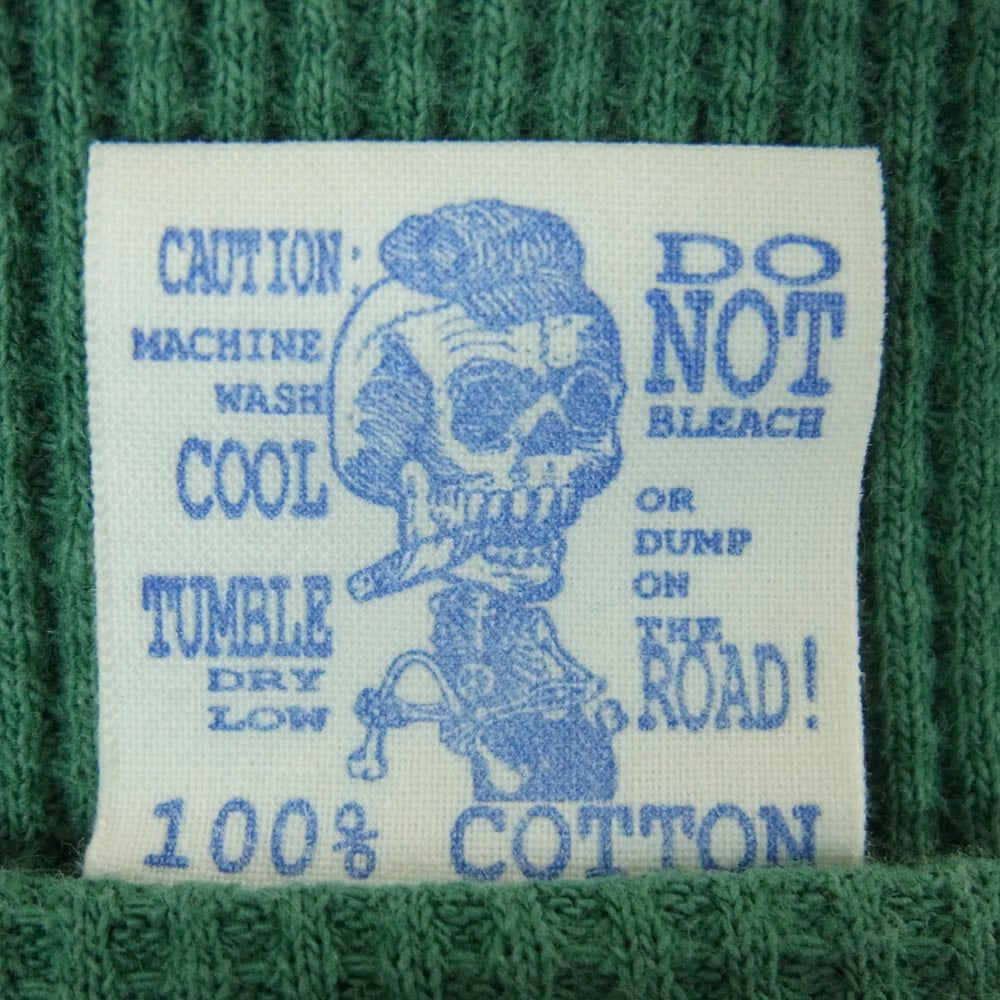 CAUTION:
MACHINE
WASH
COOL
TUMBLE
DRY
LOW
DO
NOT
BLEACH
OR
DUMP
ON
THE
ROAD!
100% COTTON